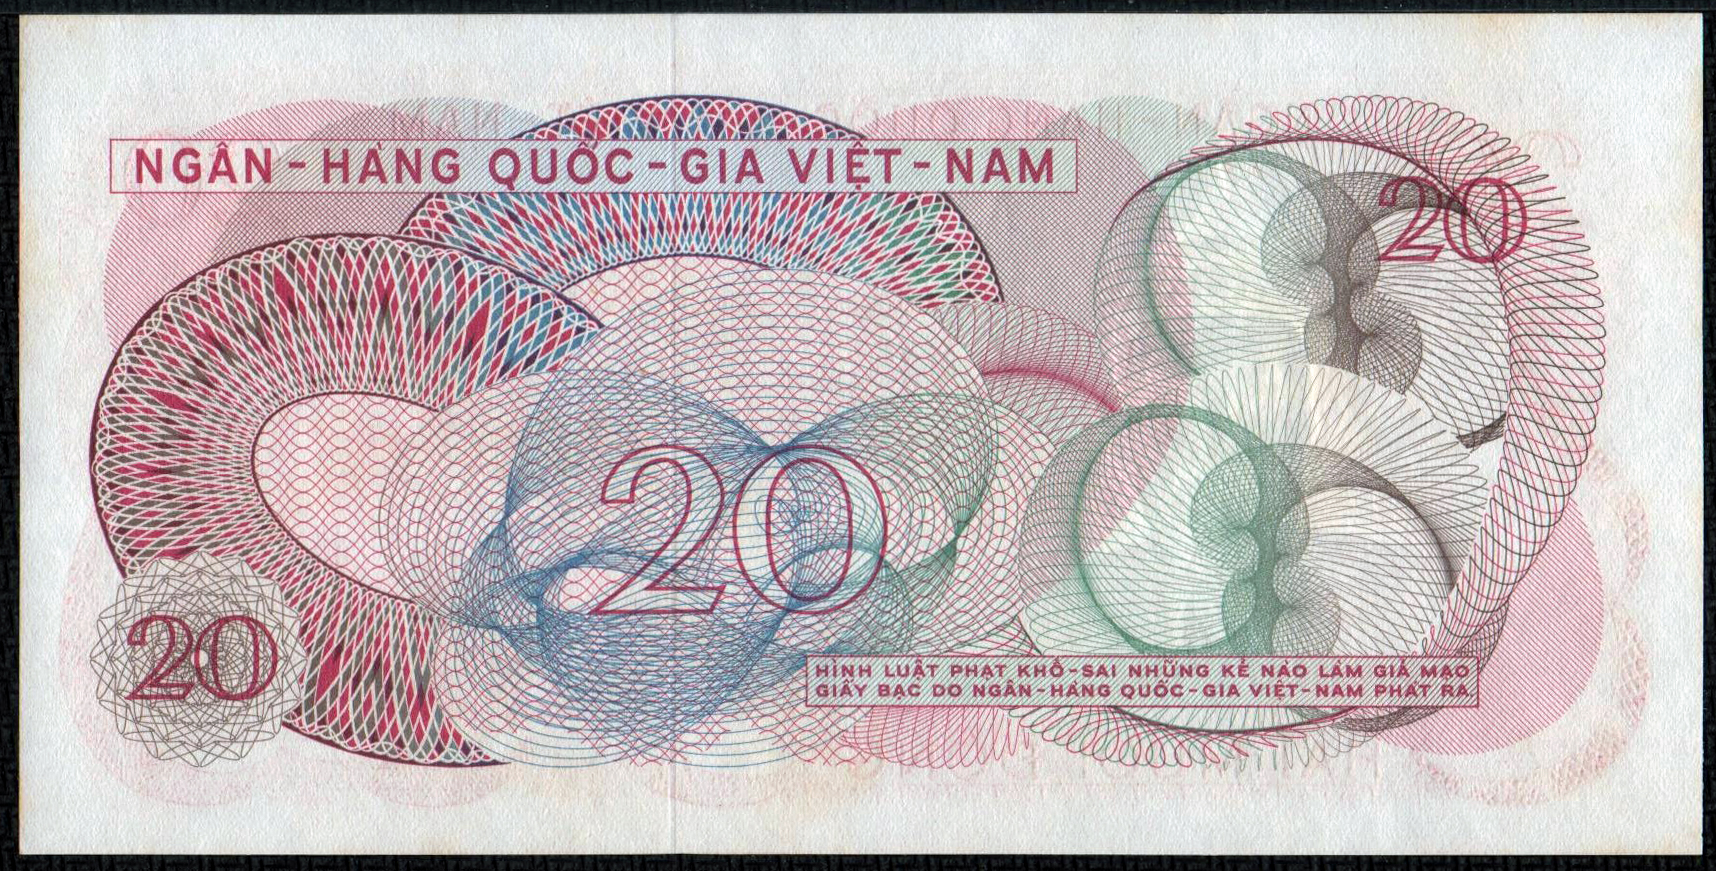 NGÂN-HÀNG QUỐC-GIA VIỆT-NAM
20
20
20
HÌNH LUẬT PHẠT KHỔ-SAI NHỮNG KẺ NÀO LÀM GIẢ MẠO
GIẤY BẠC DO NGÂN-HÀNG QUỐC-GIA VIỆT-NAM PHÁT RA